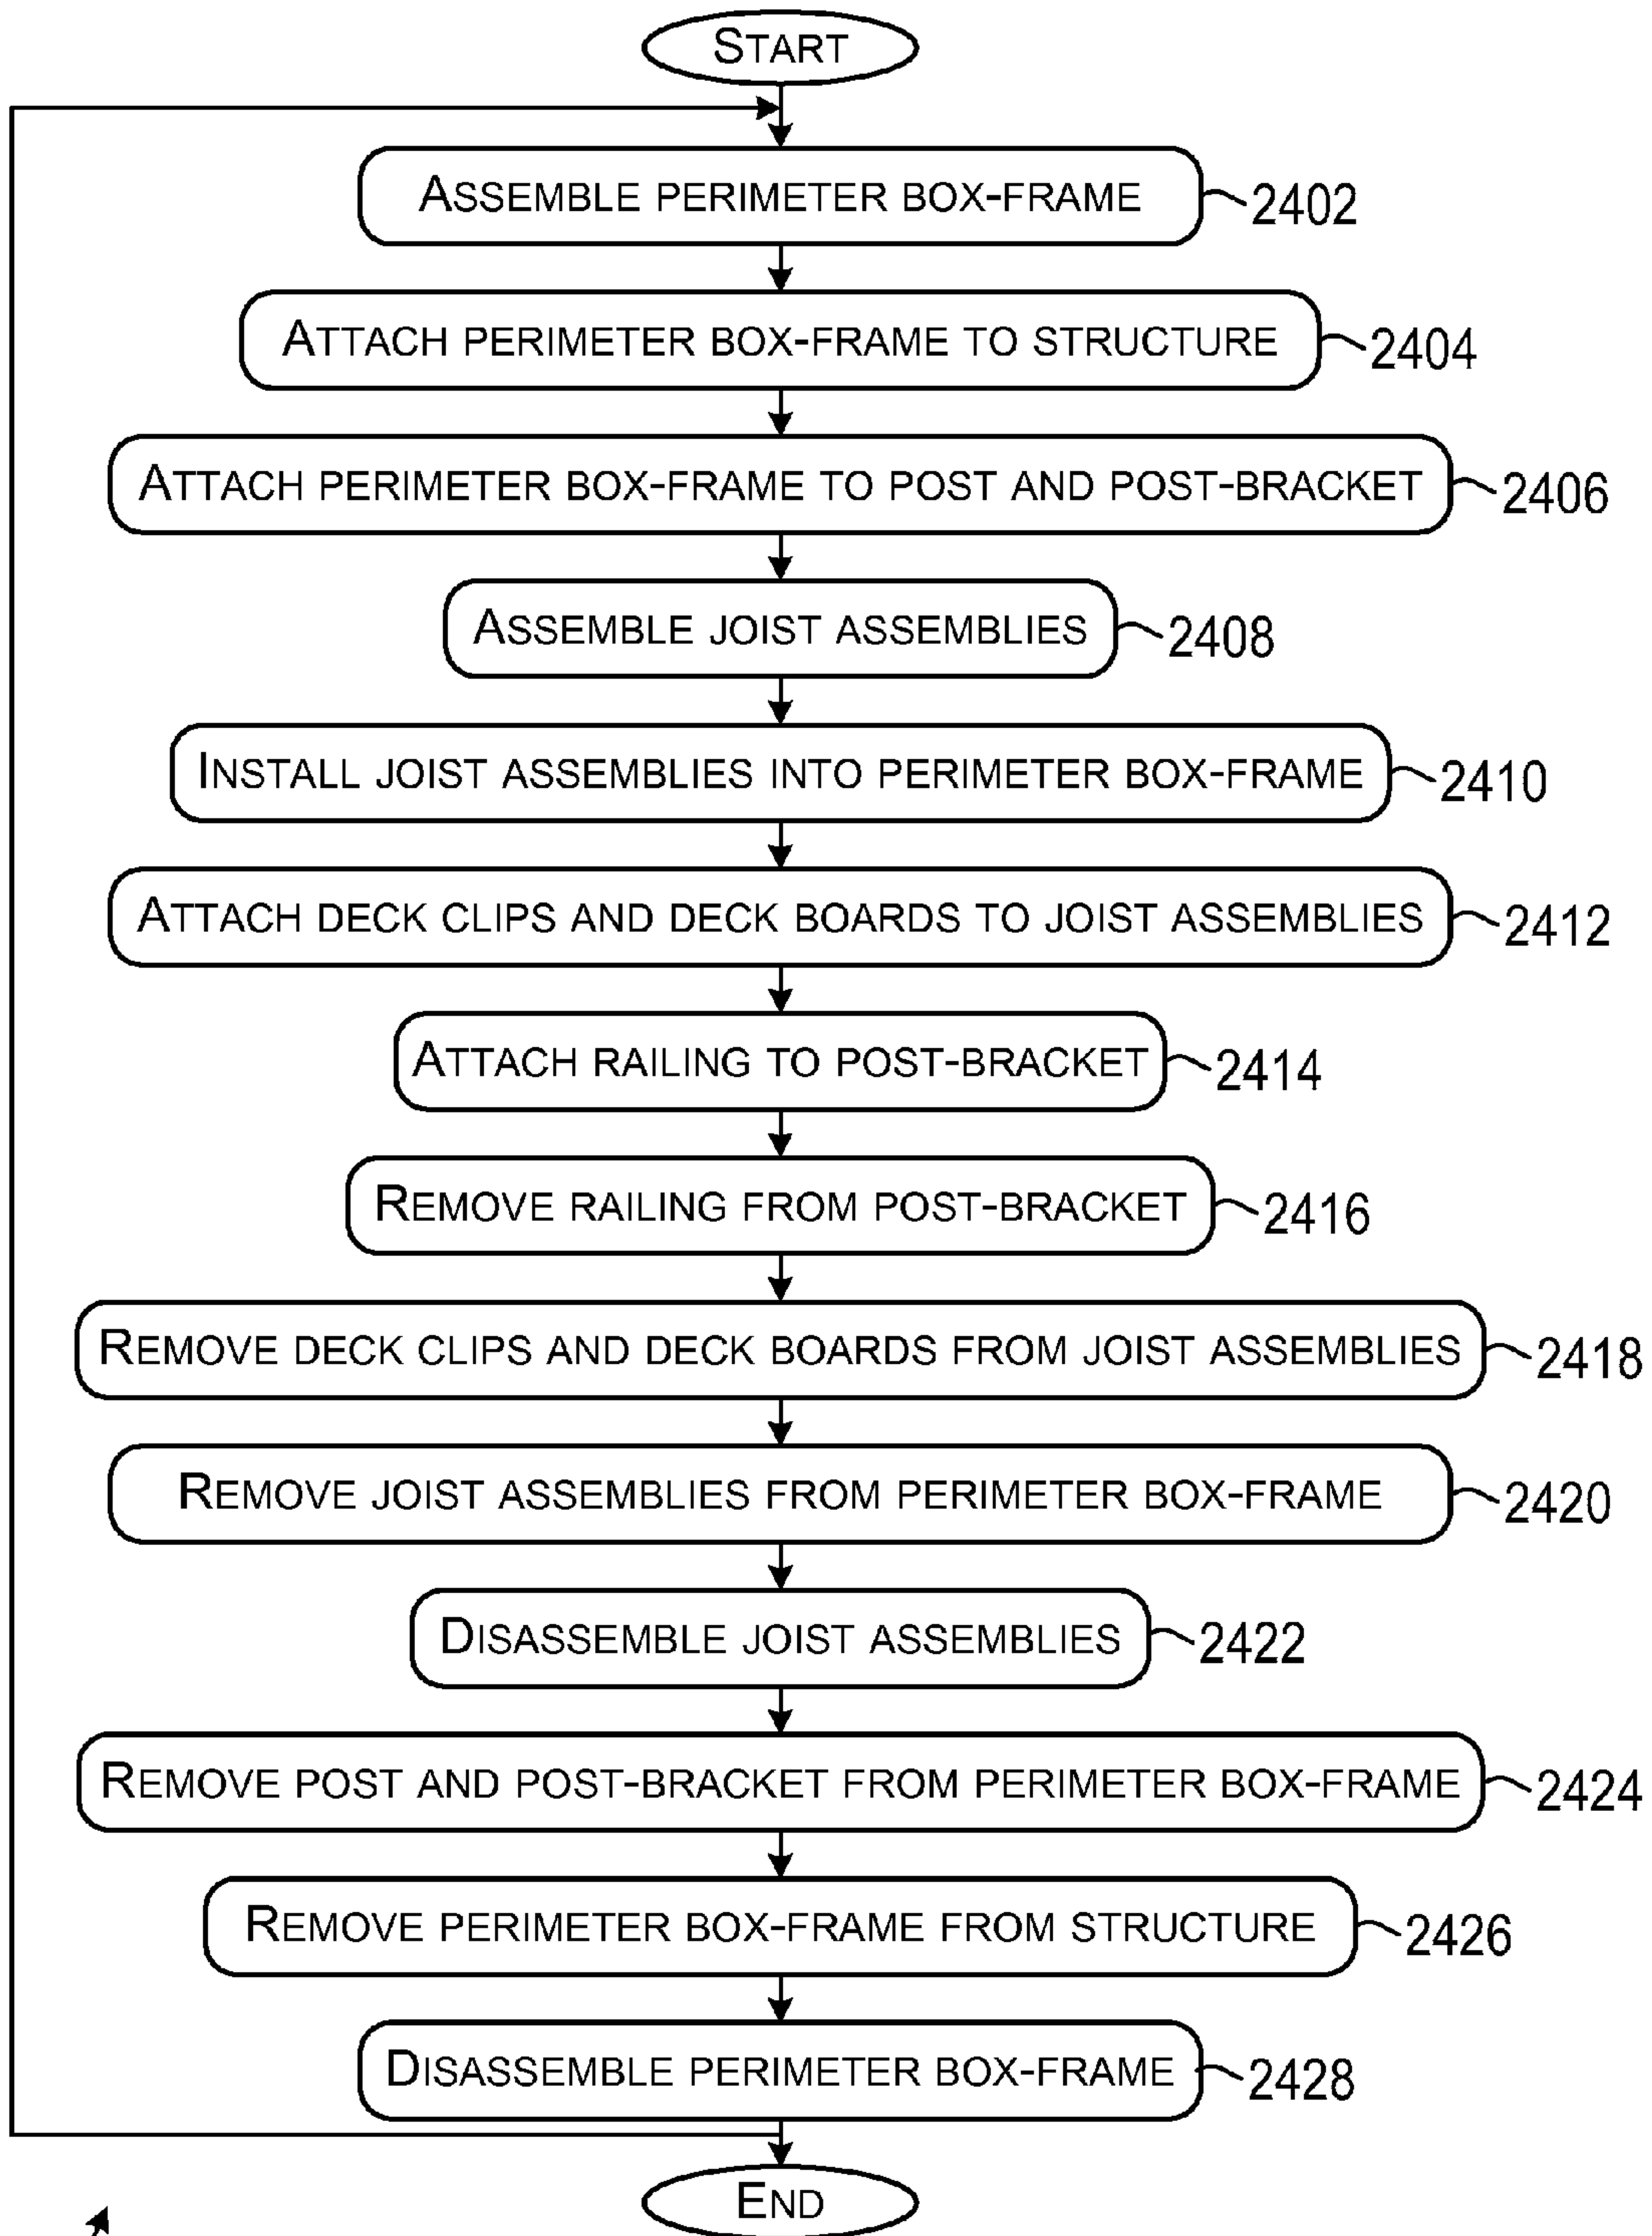 START
ASSEMBLE PERIMETER BOX-FRAME 2402
ATTACH PERIMETER BOX-FRAME TO STRUCTURE 2404
ATTACH PERIMETER BOX-FRAME TO POST AND POST-BRACKET 2406
ASSEMBLE JOIST ASSEMBLIES 2408
INSTALL JOIST ASSEMBLIES INTO PERIMETER BOX-FRAME 2410
ATTACH DECK CLIPS AND DECK BOARDS TO JOIST ASSEMBLIES 2412
ATTACH RAILING TO POST-BRACKET 2414
REMOVE RAILING FROM POST-BRACKET 2416
REMOVE DECK CLIPS AND DECK BOARDS FROM JOIST ASSEMBLIES 2418
REMOVE JOIST ASSEMBLIES FROM PERIMETER BOX-FRAME 2420
DISASSEMBLE JOIST ASSEMBLIES 2422
REMOVE POST AND POST-BRACKET FROM PERIMETER BOX-FRAME 2424
REMOVE PERIMETER BOX-FRAME FROM STRUCTURE 2426
DISASSEMBLE PERIMETER BOX-FRAME 2428
END